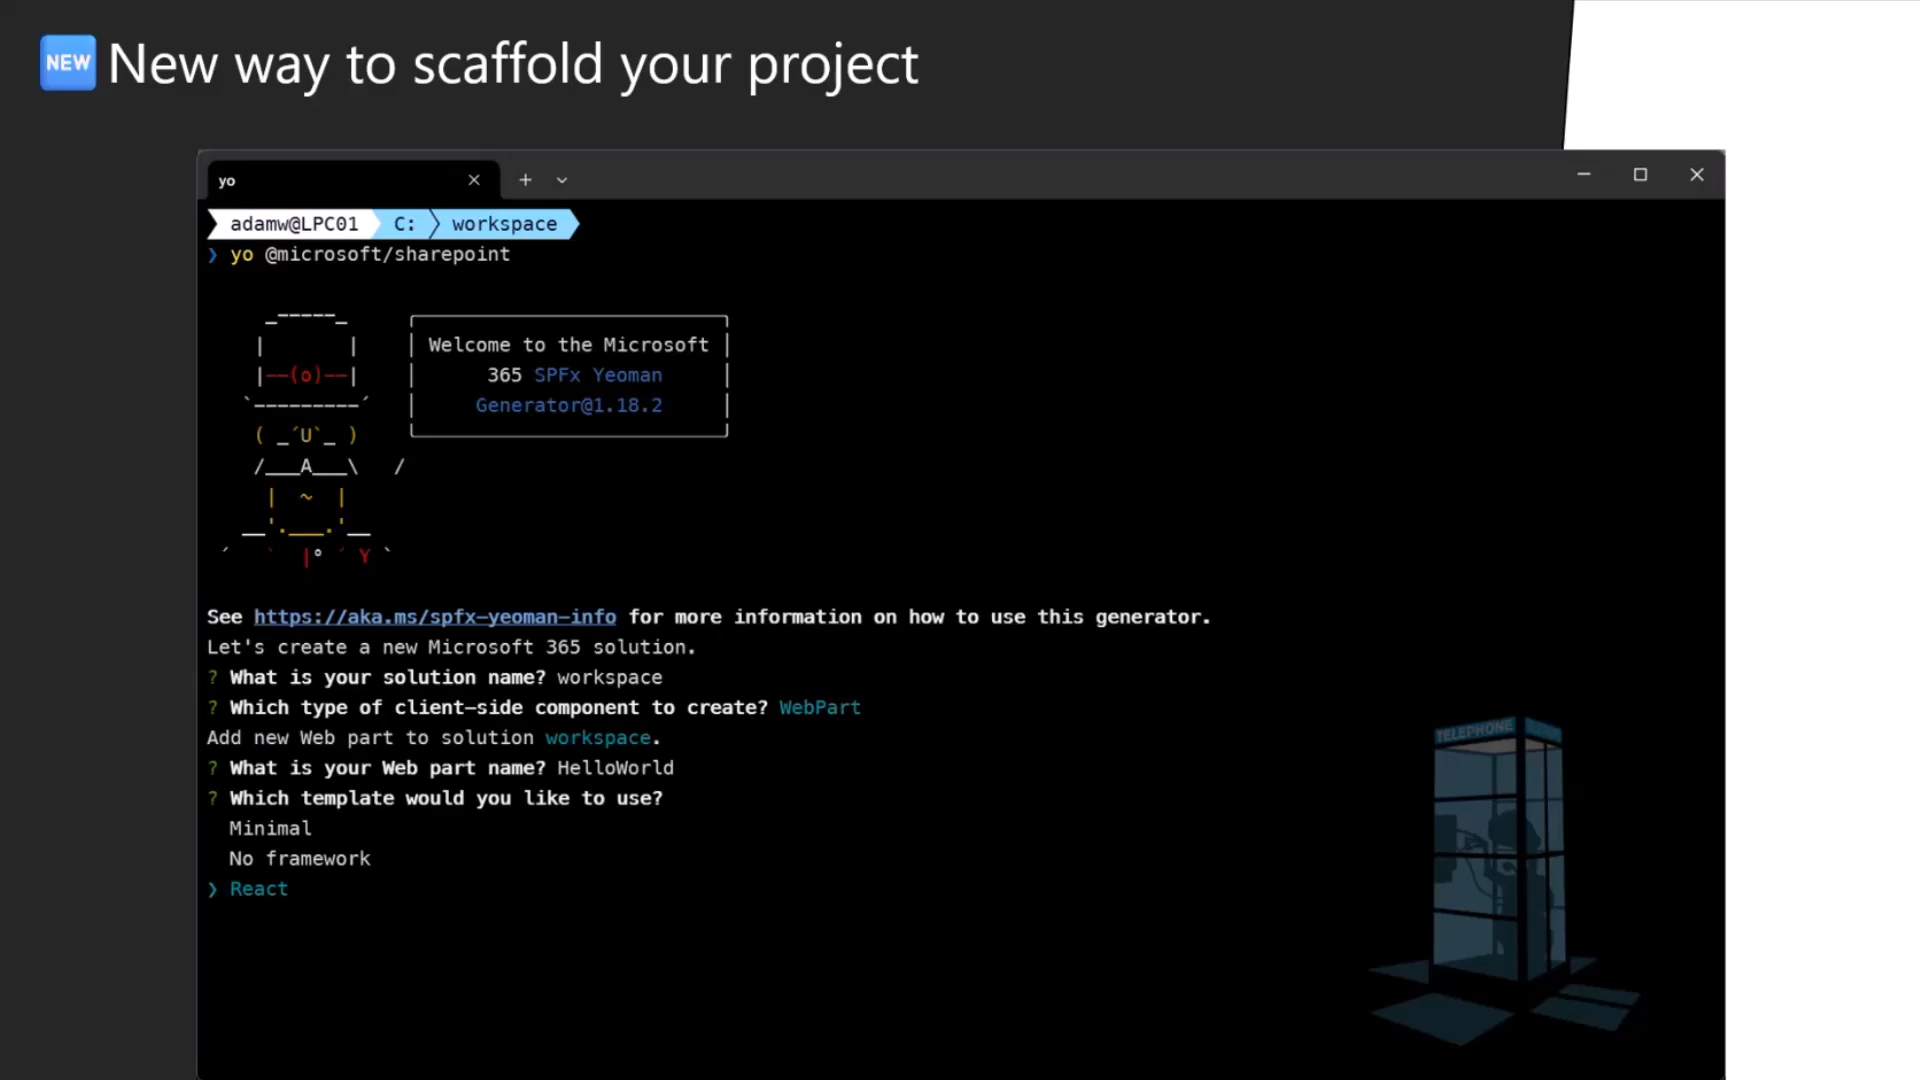 NEW New way to scaffold your project
yo
adamw@LPC01 C: workspace
❯ yo @microsoft/sharepoint
Welcome to the Microsoft
365 SPFx Yeoman
Generator@1.18.2
See https://aka.ms/spfx-yeoman-info for more information on how to use this generator.
Let's create a new Microsoft 365 solution.
? What is your solution name? workspace
? Which type of client-side component to create? WebPart
Add new Web part to solution workspace.
? What is your Web part name? HelloWorld
? Which template would you like to use?
Minimal
No framework
❯ React
TELEPHONE